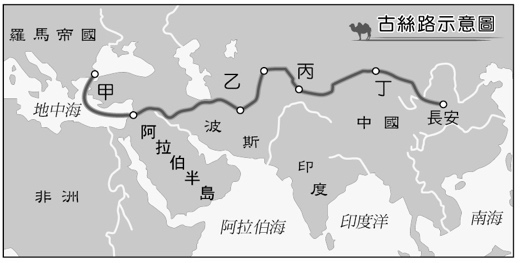 古絲路示意圖
羅馬帝國
甲
乙
丙
丁
地中海
長安
波斯
中國
阿拉伯半島
印度
非洲
阿拉伯海
印度洋
南海